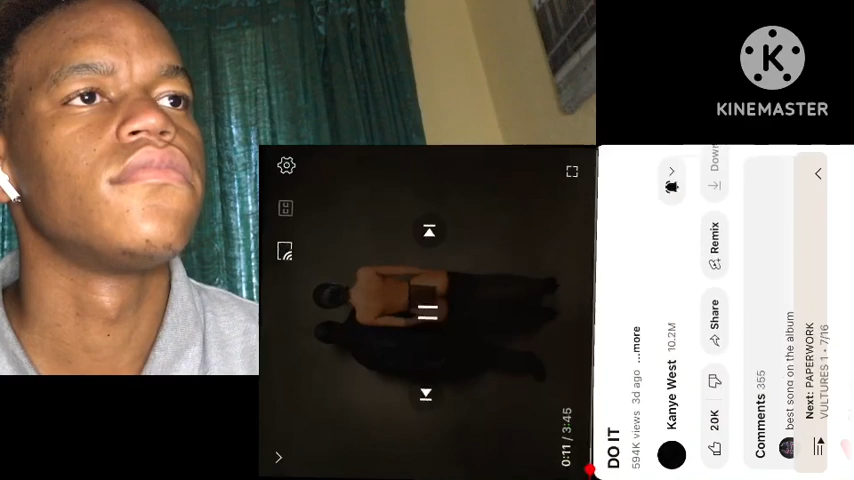 KINEMASTER
0:11 / 3:45
DO IT
594K views 3d ago ...more
Kanye West 10.2M
20K
Share
Remix
Down
Comments 355
best song on the album
Next: PAPERWORK
VULTURES 1 • 7/16